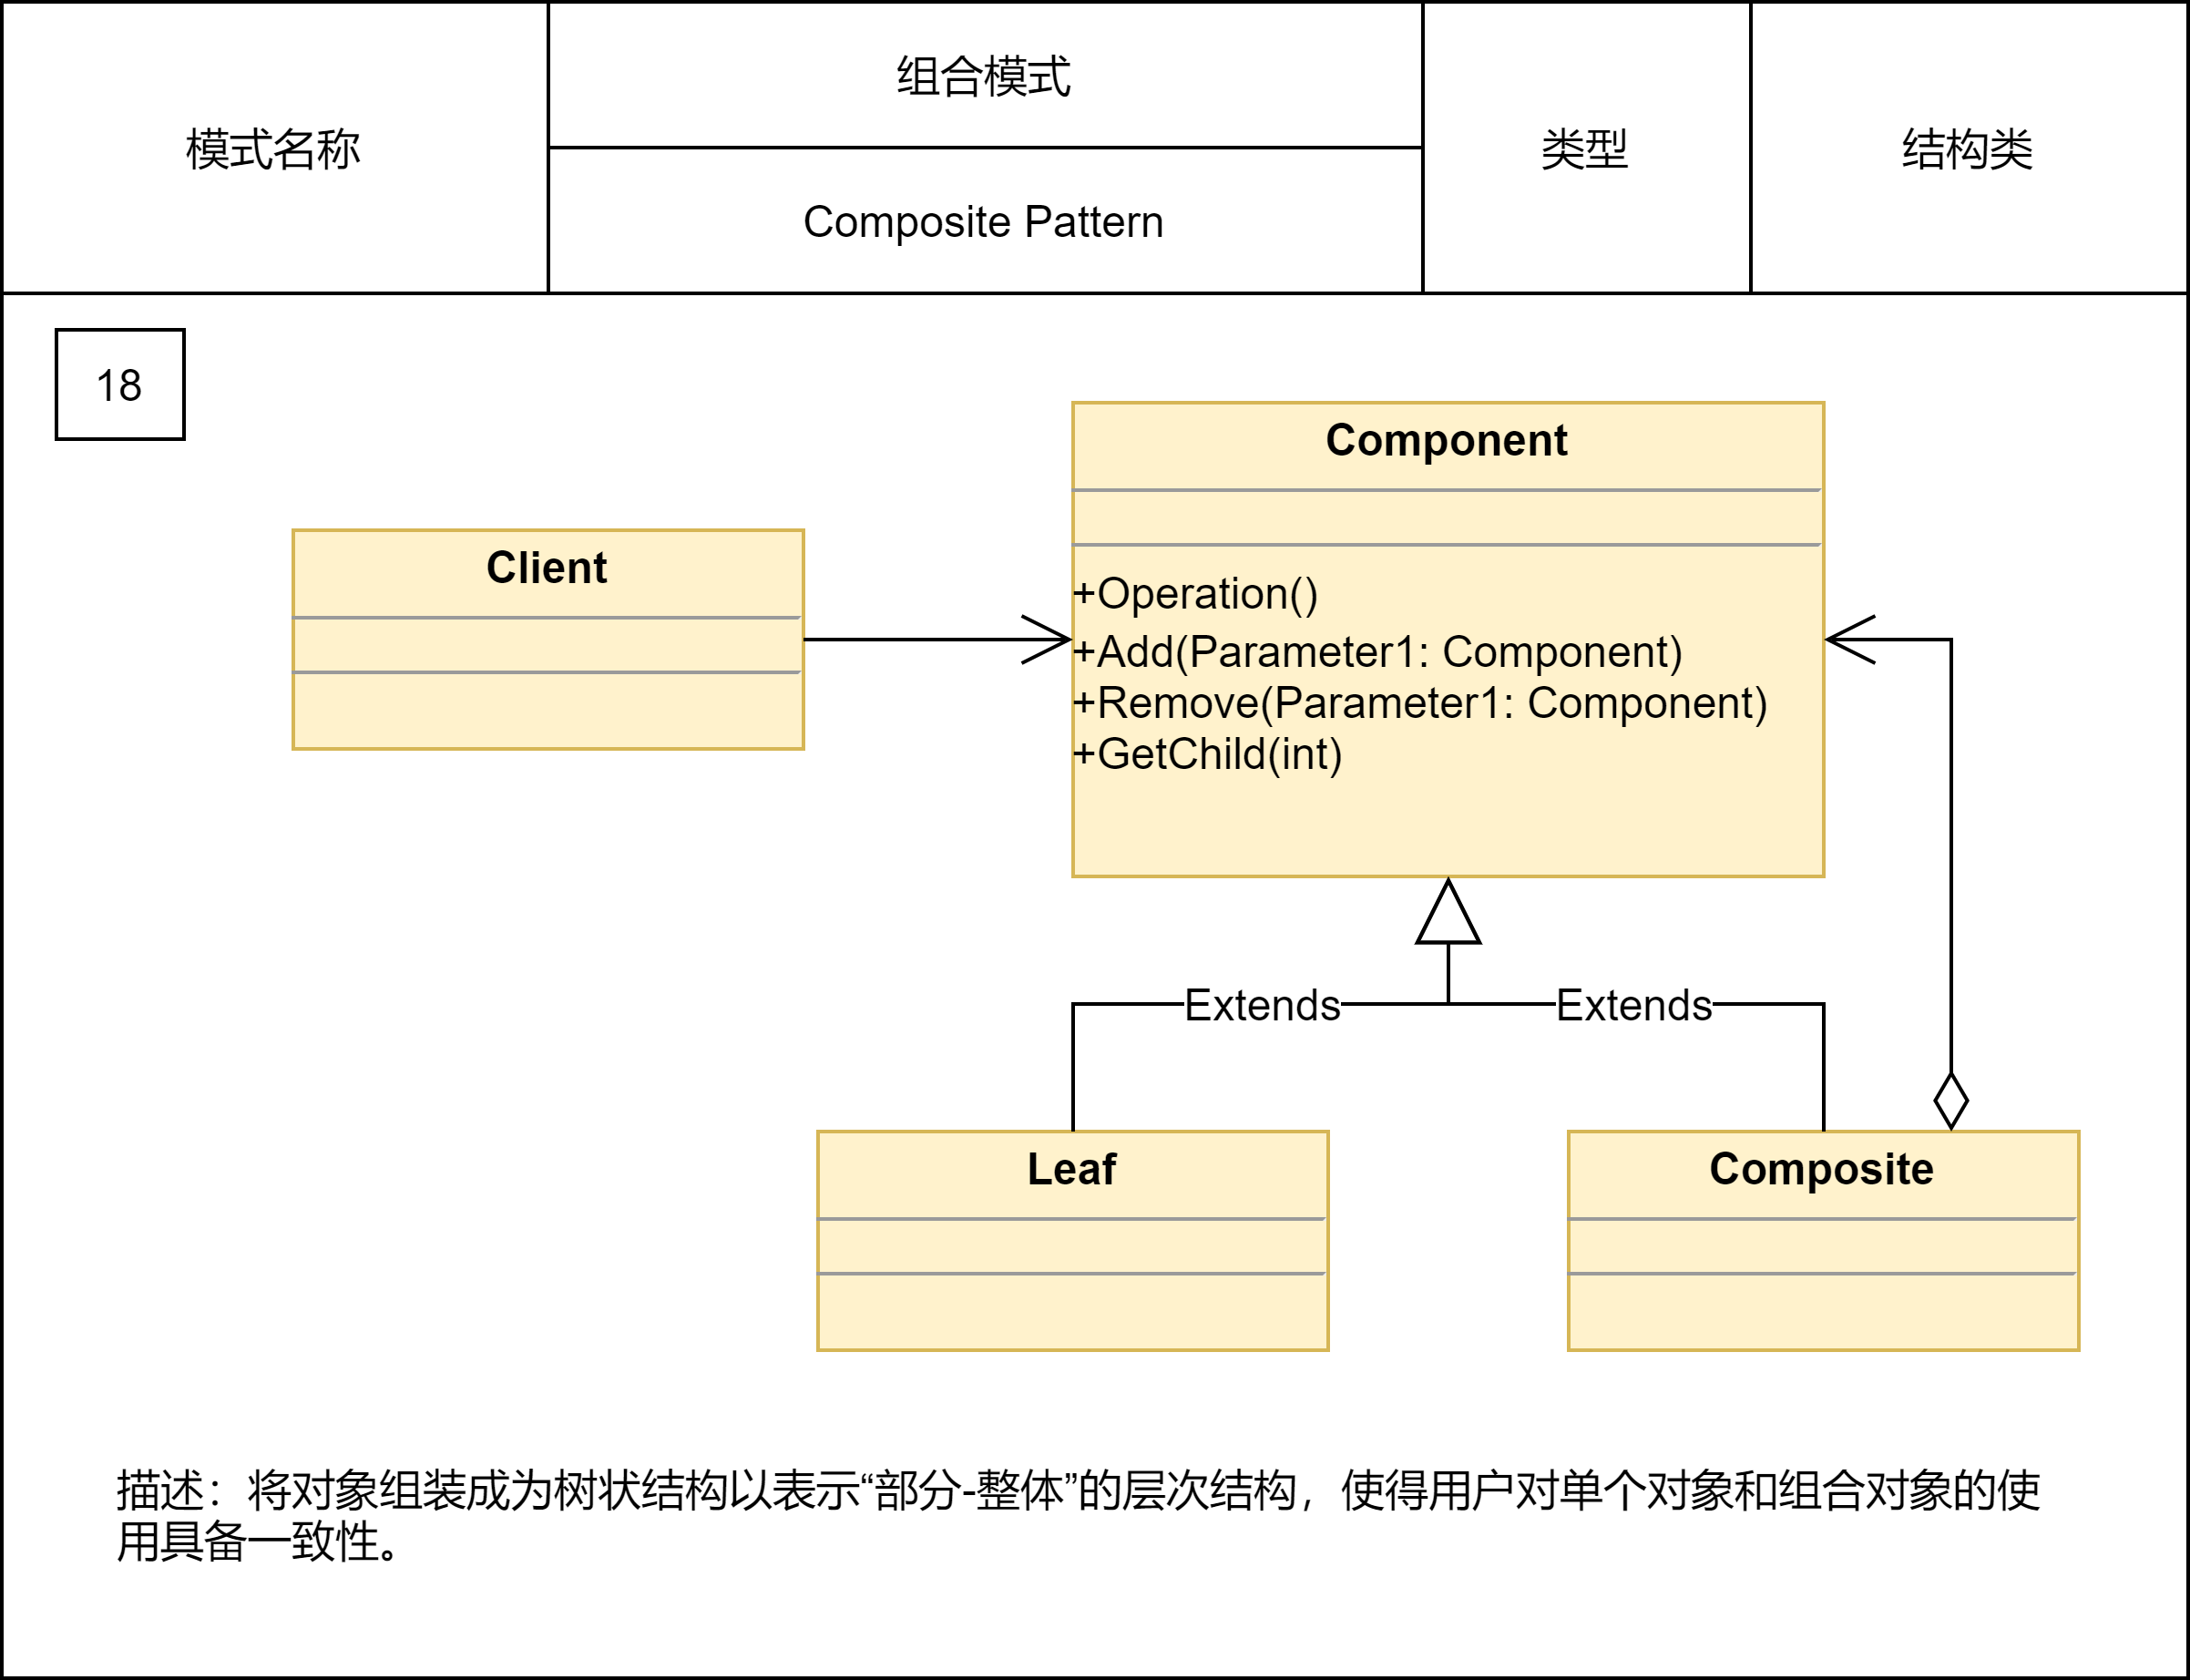 模式名称
组合模式
Composite Pattern
类型
结构类
18
Component
+Operation()
+Add(Parameter1: Component)
+Remove(Parameter1: Component)
+GetChild(int)
Client
Extends
Extends
Leaf
Composite
描述：将对象组装成为树状结构以表示“部分-整体”的层次结构，使得用户对单个对象和组合对象的使
用具备一致性。